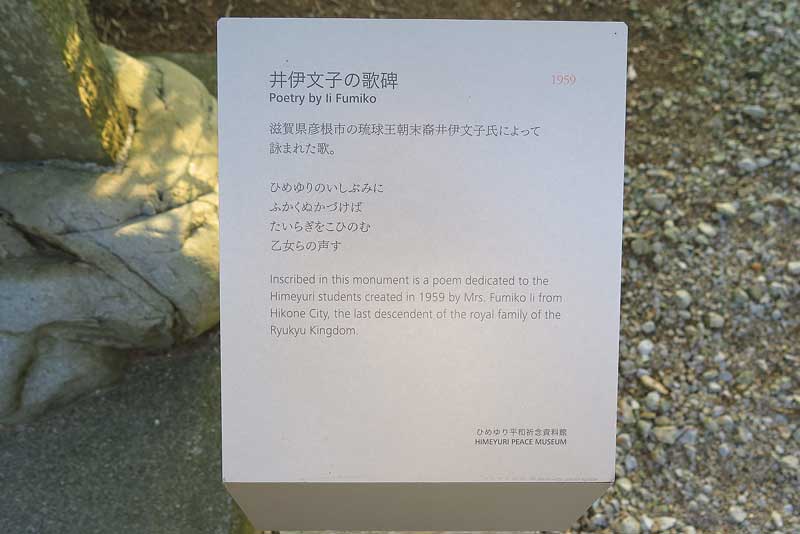 井伊文子の歌碑
1959
Poetry by Ii Fumiko
滋賀県彦根市の琉球王朝末裔井伊文子氏によって
詠まれた歌。
ひめゆりのいしぶみに
ふかくぬかづけば
たいらぎをこひのむ
乙女らの声す
Inscribed in this monument is a poem dedicated to the
Himeyuri students created in 1959 by Mrs. Fumiko Ii from
Hikone City, the last descendent of the royal family of the
Ryukyu Kingdom.
ひめゆり平和祈念資料館
HIMEYURI PEACE MUSEUM